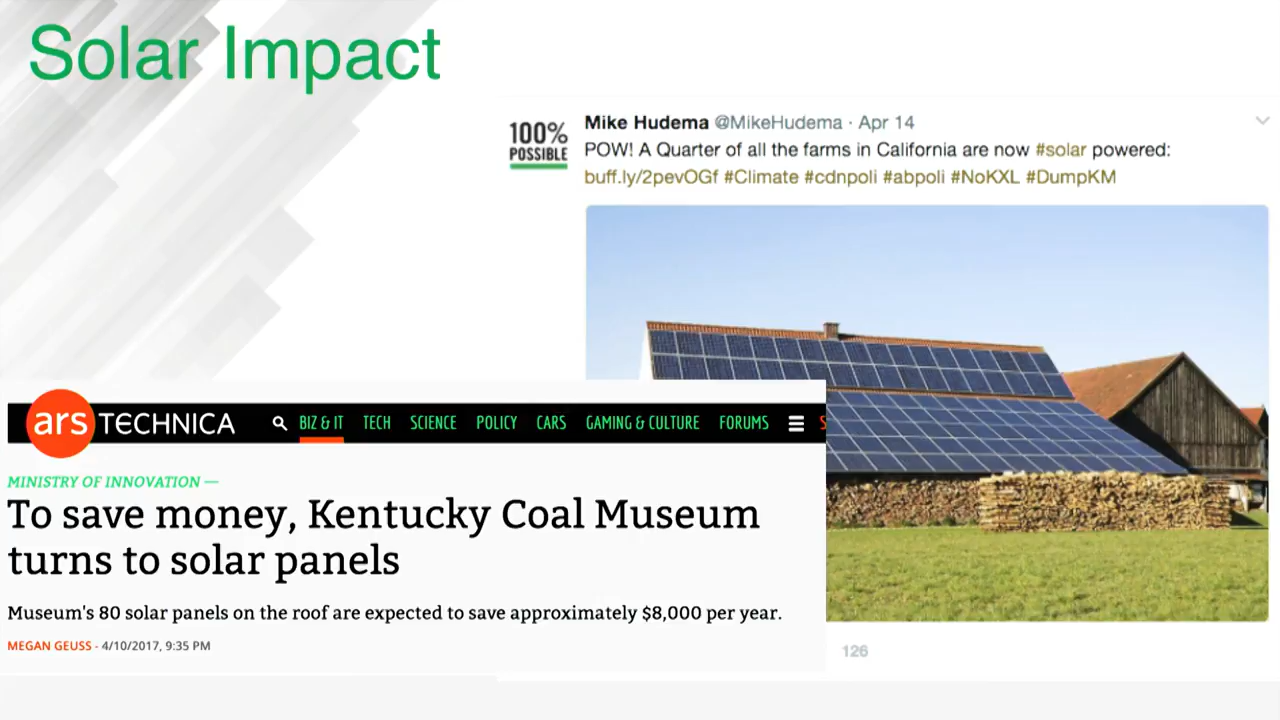 Solar Impact
100%
POSSIBLE
Mike Hudema @MikeHudema · Apr 14
POW! A Quarter of all the farms in California are now #solar powered:
buff.ly/2pevOGf #Climate #cdnpoli #abpoli #NoKXL #DumpKM
ars TECHNICA BIZ & IT TECH SCIENCE POLICY CARS GAMING & CULTURE FORUMS
MINISTRY OF INNOVATION —
To save money, Kentucky Coal Museum
turns to solar panels
Museum's 80 solar panels on the roof are expected to save approximately $8,000 per year.
MEGAN GEUSS - 4/10/2017, 9:35 PM
126